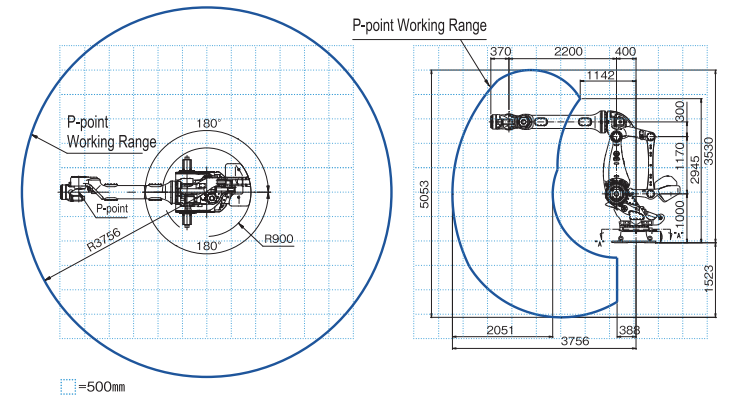 P-point
Working Range
180°
P-point
R3756
180°
R900
=500mm
P-point Working Range
370
2200
400
1142
300
1170
2945
3530
5053
1000
"A"
"A"
1523
2051
388
3756